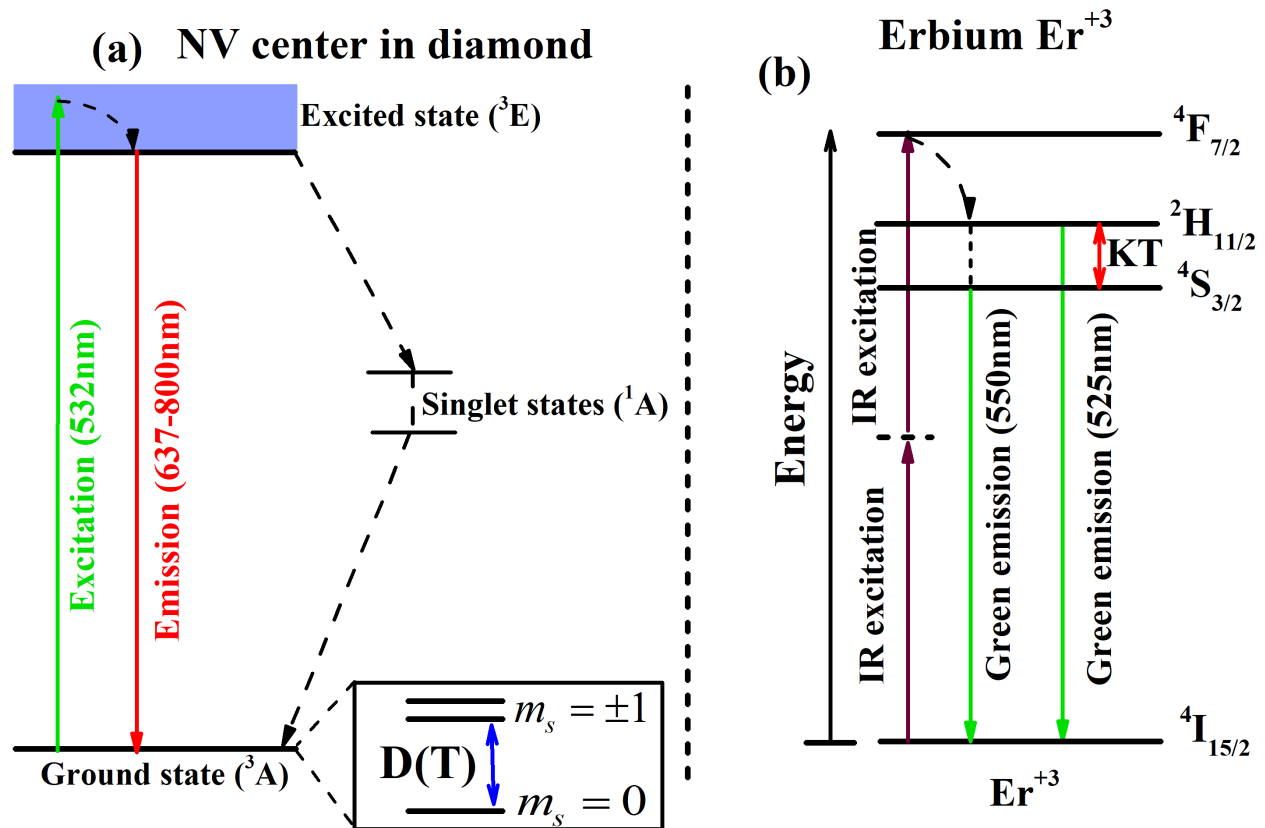 (a) NV center in diamond
Excited state (³E)
Excitation (532nm)
Emission (637-800nm)
Singlet states (¹A)
Ground state (³A)
mₛ = ±1
D(T)
mₛ = 0
Erbium Er⁺³
(b)
Energy
IR excitation
IR excitation
Green emission (550nm)
Green emission (525nm)
⁴F₇/₂
²H₁₁/₂
KT
⁴S₃/₂
⁴I₁₅/₂
Er⁺³